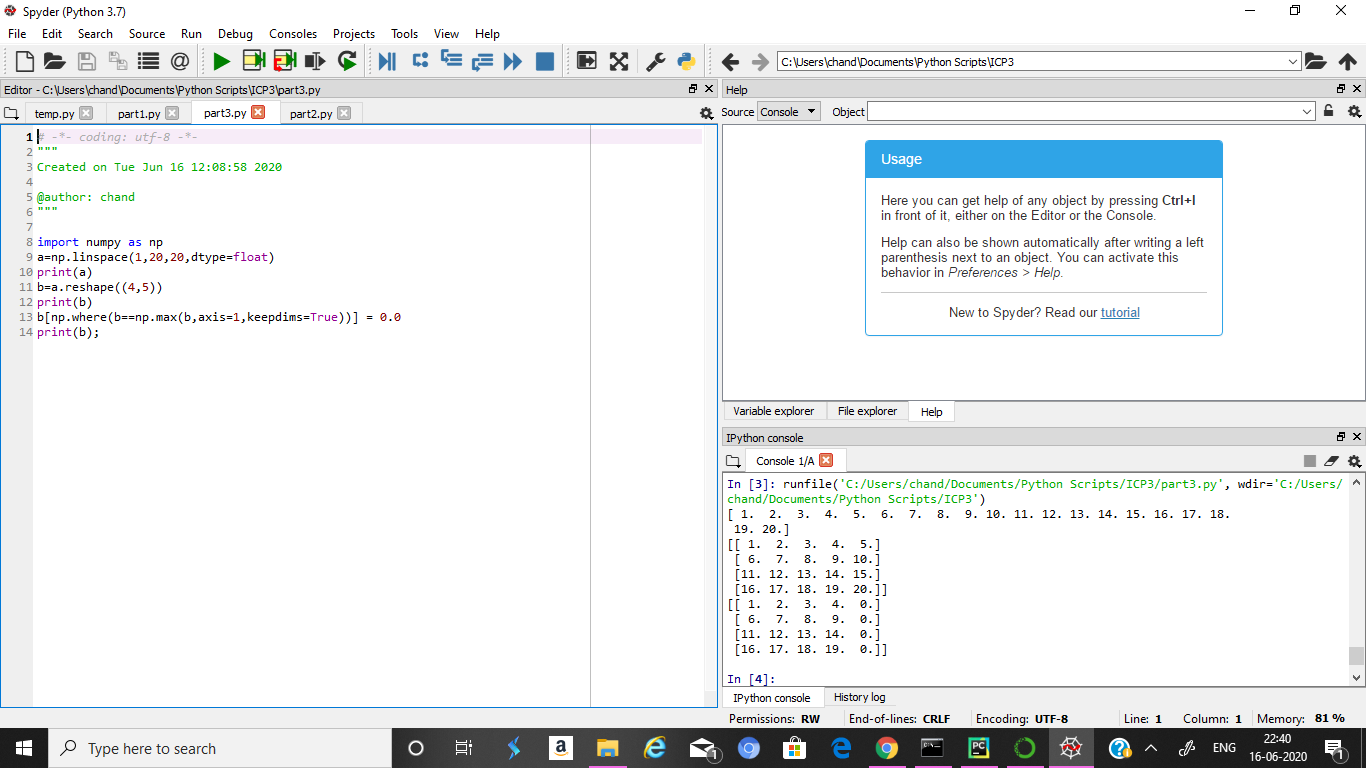 Spyder (Python 3.7)
File Edit Search Source Run Debug Consoles Projects Tools View Help
C:\Users\chand\Documents\Python Scripts\ICP3
Editor - C:\Users\chand\Documents\Python Scripts\ICP3\part3.py
temp.py part1.py part3.py part2.py
1 # -*- coding: utf-8 -*-
2 """
3 Created on Tue Jun 16 12:08:58 2020
4
5 @author: chand
6 """
7
8 import numpy as np
9 a=np.linspace(1,20,20,dtype=float)
10 print(a)
11 b=a.reshape((4,5))
12 print(b)
13 b[np.where(b==np.max(b,axis=1,keepdims=True))] = 0.0
14 print(b);
Help
Source Console Object
Usage
Here you can get help of any object by pressing Ctrl+I
in front of it, either on the Editor or the Console.
Help can also be shown automatically after writing a left
parenthesis next to an object. You can activate this
behavior in Preferences > Help.
New to Spyder? Read our tutorial
Variable explorer File explorer Help
IPython console
Console 1/A
In [3]: runfile('C:/Users/chand/Documents/Python Scripts/ICP3/part3.py', wdir='C:/Users/
chand/Documents/Python Scripts/ICP3')
[ 1.  2.  3.  4.  5.  6.  7.  8.  9. 10. 11. 12. 13. 14. 15. 16. 17. 18.
 19. 20.]
[[ 1.  2.  3.  4.  5.]
 [ 6.  7.  8.  9. 10.]
 [11. 12. 13. 14. 15.]
 [16. 17. 18. 19. 20.]]
[[ 1.  2.  3.  4.  0.]
 [ 6.  7.  8.  9.  0.]
 [11. 12. 13. 14.  0.]
 [16. 17. 18. 19.  0.]]
In [4]:
IPython console History log
Permissions: RW End-of-lines: CRLF Encoding: UTF-8 Line: 1 Column: 1 Memory: 81 %
Type here to search
ENG
22:40
16-06-2020